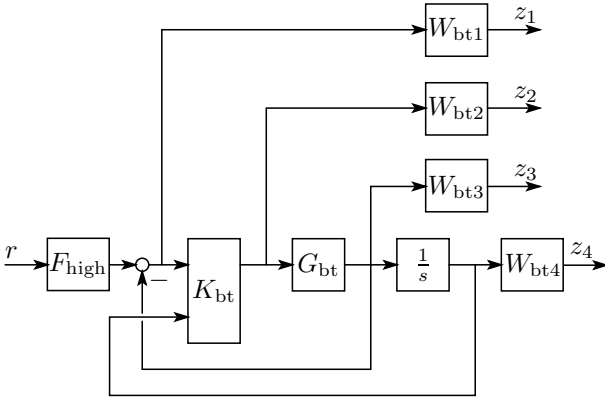 W_bt1 z_1
W_bt2 z_2
W_bt3 z_3
r F_high − K_bt G_bt 1/s W_bt4 z_4